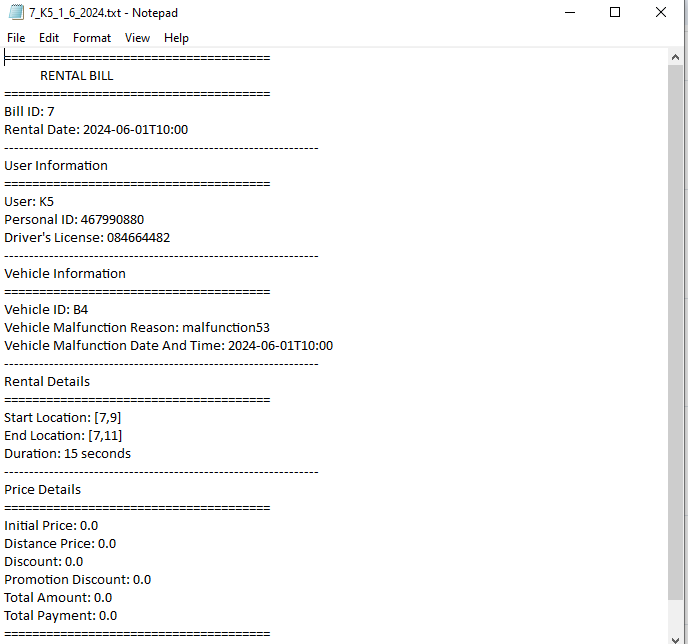 7_K5_1_6_2024.txt - Notepad
File Edit Format View Help
======================================
RENTAL BILL
======================================
Bill ID: 7
Rental Date: 2024-06-01T10:00
---------------------------------------------------------------
User Information
======================================
User: K5
Personal ID: 467990880
Driver's License: 084664482
---------------------------------------------------------------
Vehicle Information
======================================
Vehicle ID: B4
Vehicle Malfunction Reason: malfunction53
Vehicle Malfunction Date And Time: 2024-06-01T10:00
---------------------------------------------------------------
Rental Details
======================================
Start Location: [7,9]
End Location: [7,11]
Duration: 15 seconds
---------------------------------------------------------------
Price Details
======================================
Initial Price: 0.0
Distance Price: 0.0
Discount: 0.0
Promotion Discount: 0.0
Total Amount: 0.0
Total Payment: 0.0
======================================